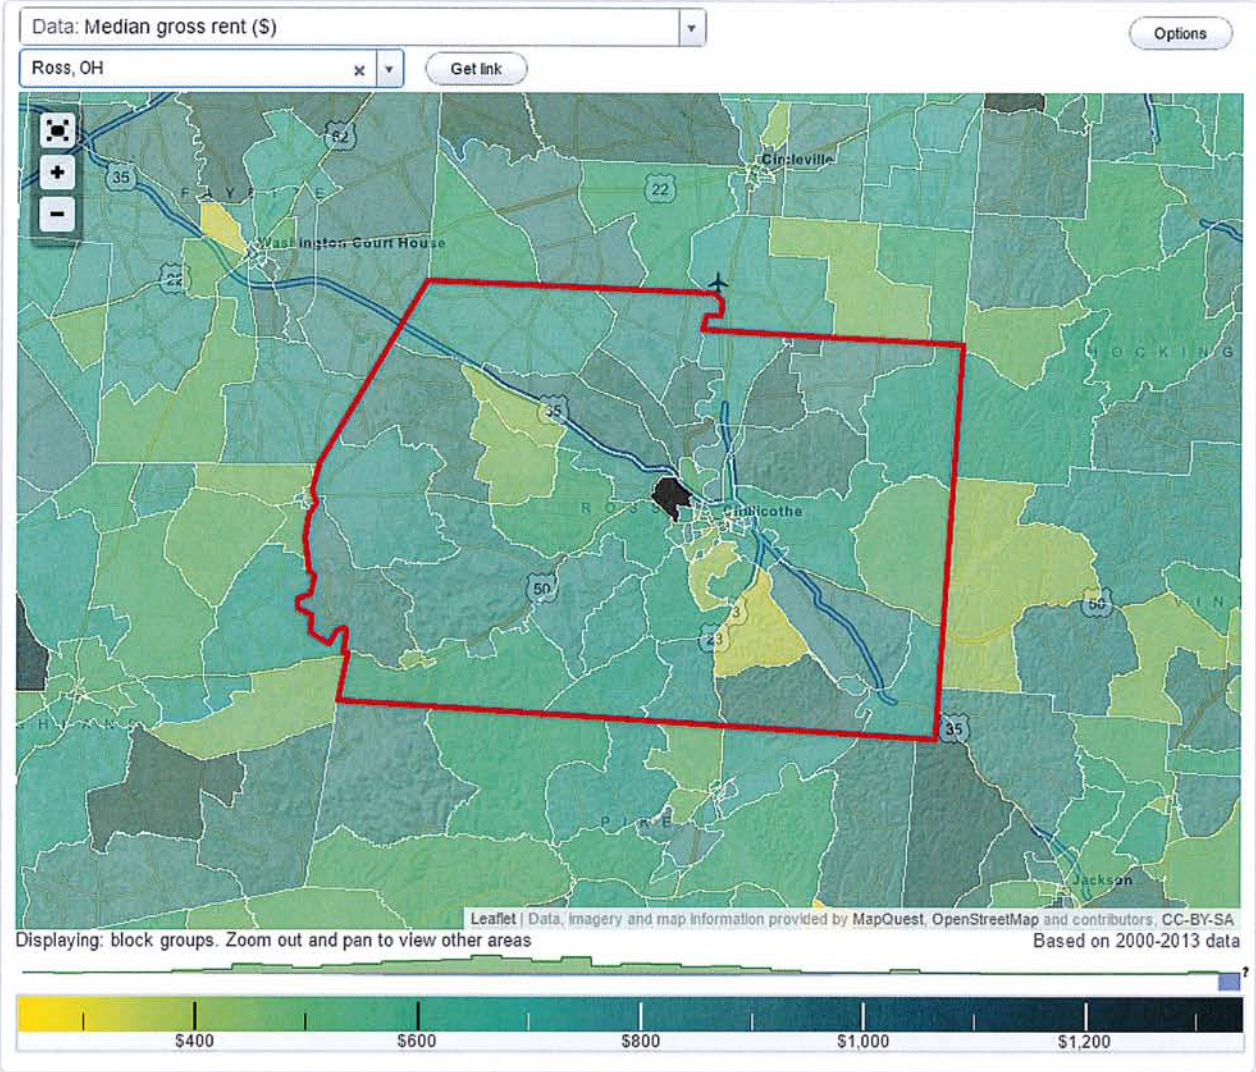 Data: Median gross rent ($)
Options
Ross, OH
Get link
62
35
FAYETTE
Circleville
22
Washington Court House
22
HOCKING
35
ROSS
Chillicothe
50
50
VIN
3
23
HLAND
35
PIKE
Jackson
Leaflet | Data, imagery and map information provided by MapQuest, OpenStreetMap and contributors, CC-BY-SA
Displaying: block groups. Zoom out and pan to view other areas
Based on 2000-2013 data
?
$400
$600
$800
$1,000
$1,200